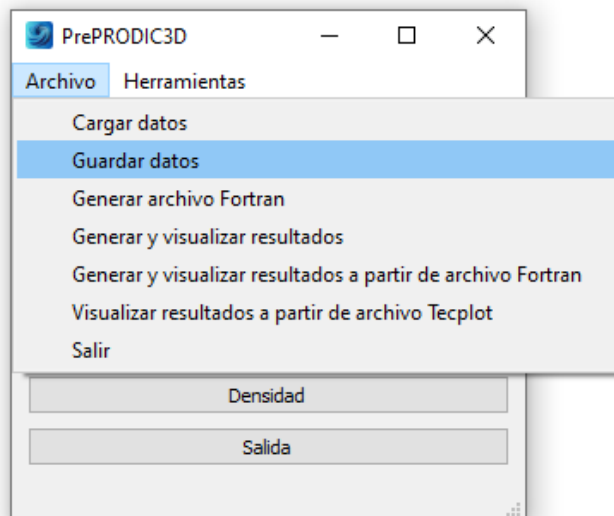 PrePRODIC3D
Archivo Herramientas
Cargar datos
Guardar datos
Generar archivo Fortran
Generar y visualizar resultados
Generar y visualizar resultados a partir de archivo Fortran
Visualizar resultados a partir de archivo Tecplot
Salir
Densidad
Salida